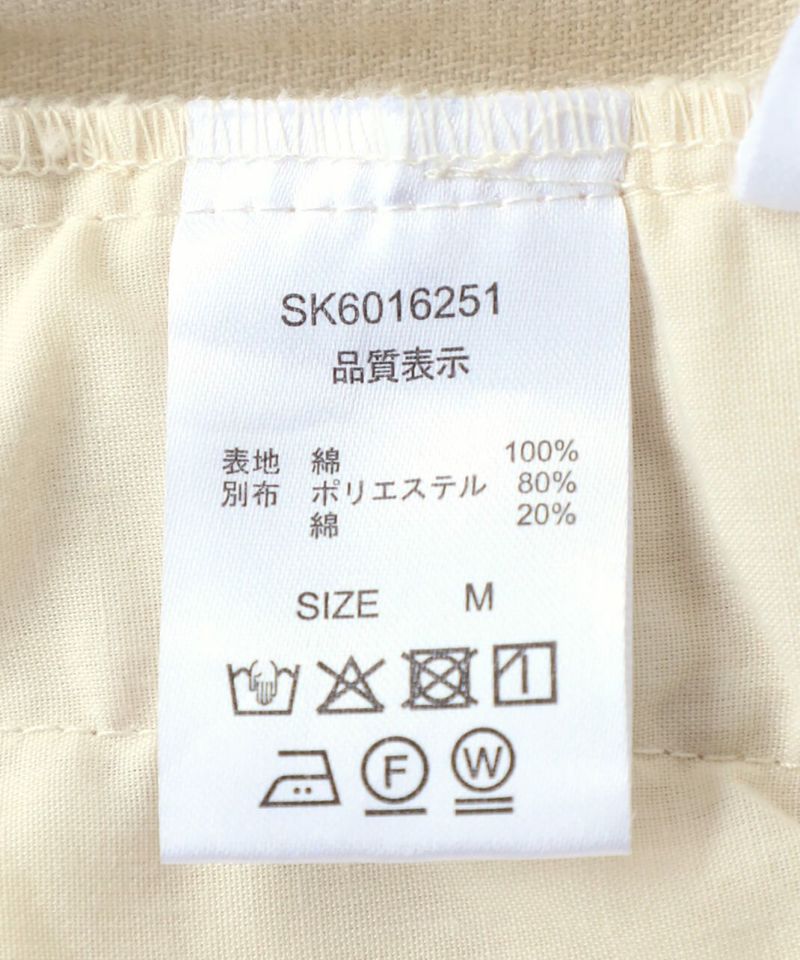 SK6016251
品質表示
表地 綿 100%
別布 ポリエステル 80%
綿 20%
SIZE M
F W